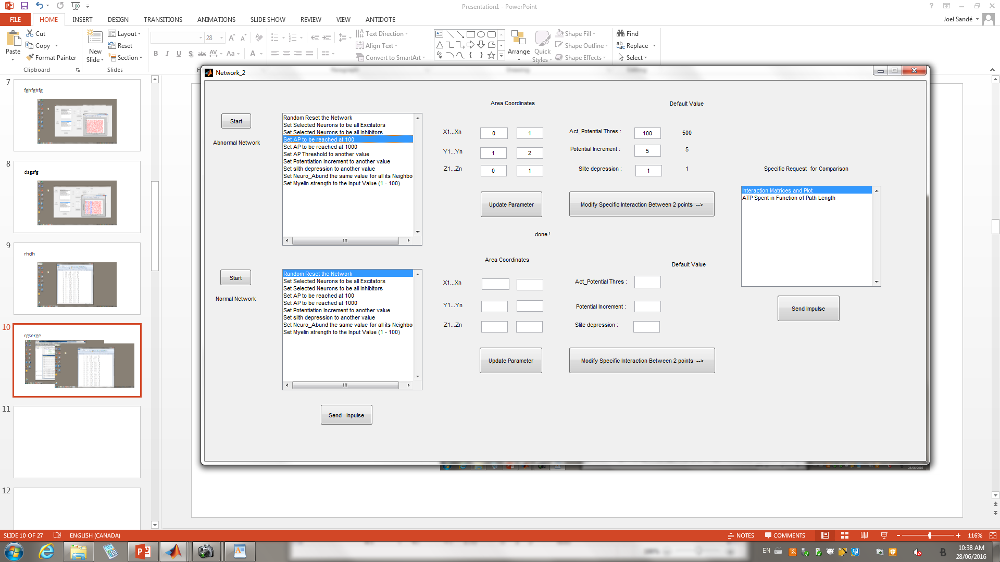 Presentation1 - PowerPoint
FILE HOME INSERT DESIGN TRANSITIONS ANIMATIONS SLIDE SHOW REVIEW VIEW ANTIDOTE
Joel Sandé
Paste
Cut
Copy
Format Painter
Clipboard
New Slide
Layout
Reset
Section
Slides
28
B I U S abc AV Aa A
Text Direction
Align Text
Convert to SmartArt
Paragraph
Arrange
Quick Styles
Shape Fill
Shape Outline
Shape Effects
Drawing
Find
Replace
Select
Editing
7
fghfghfg
8
dsgsfg
9
rhdh
10
rgserge
11
12
Network_2
Area Coordinates
Default Value
Start
Abnormal Network
Random Reset the Network
Set Selected Neurons to be all Excitators
Set Selected Neurons to be all Inhibitors
Set AP to be reached at 100
Set AP to be reached at 1000
Set AP Threshold to another value
Set Potentiation Increment to another value
Set slith depression to another value
Set Neuro_Abund the same value for all its Neighbo
Set Myelin strength to the Input Value (1 - 100)
X1...Xn 0 1
Y1...Yn 1 2
Z1...Zn 0 1
Act_Potential Thres : 100 500
Potential Increment : 5 5
Slite depression : 1 1
Update Parameter
Modify Specific Interaction Between 2 points -->
done !
Specific Request for Comparison
Interaction Matrices and Plot
ATP Spent in Function of Path Length
Send Impulse
Area Coordinates
Default Value
Start
Normal Network
Random Reset the Network
Set Selected Neurons to be all Excitators
Set Selected Neurons to be all Inhibitors
Set AP to be reached at 100
Set AP to be reached at 1000
Set Potentiation Increment to another value
Set slith depression to another value
Set Neuro_Abund the same value for all its Neighbo
Set Myelin strength to the Input Value (1 - 100)
X1...Xn
Y1...Yn
Z1...Zn
Act_Potential Thres :
Potential Increment :
Slite depression :
Update Parameter
Modify Specific Interaction Between 2 points -->
Send Inpulse
28/06/2016
SLIDE 10 OF 27
ENGLISH (CANADA)
NOTES
COMMENTS
116%
EN
10:38 AM
28/06/2016